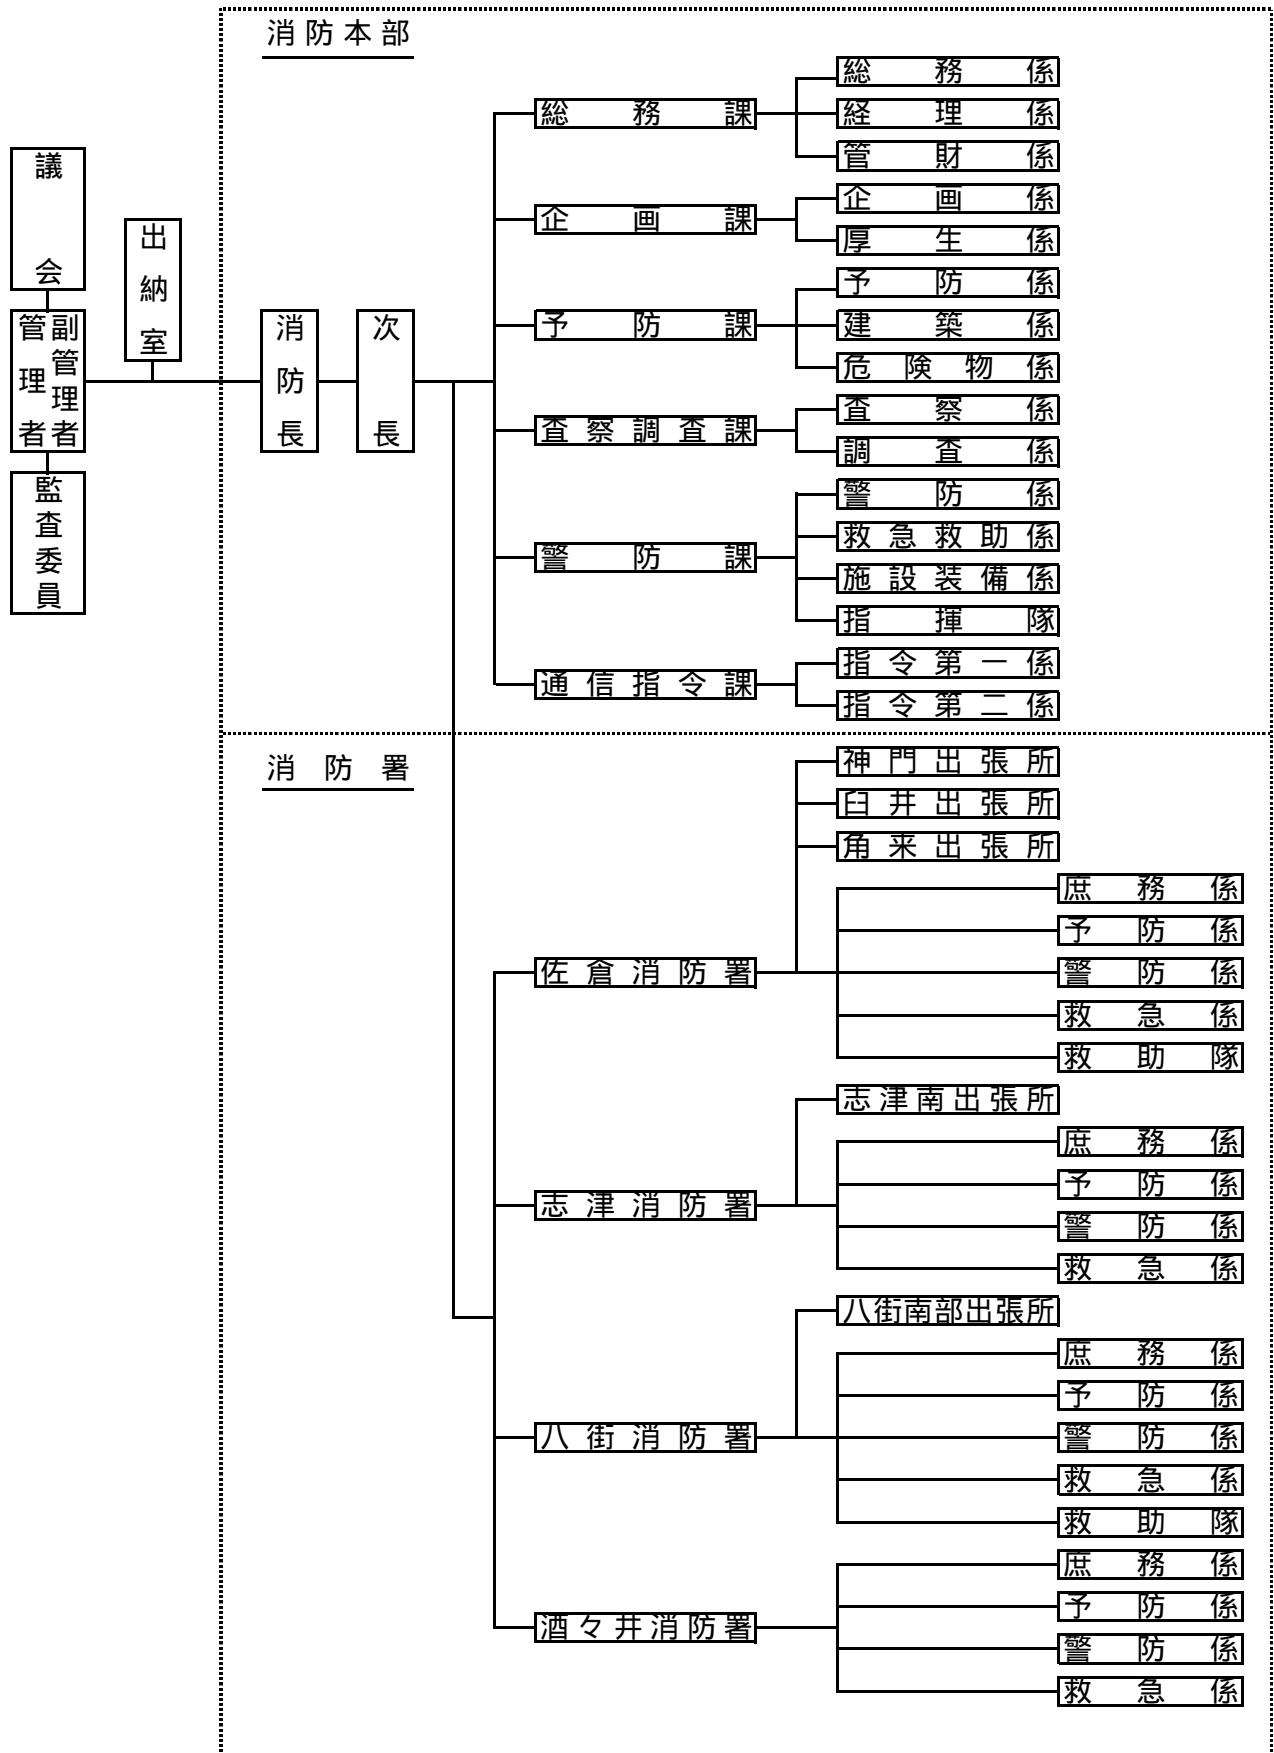 消防本部
議会
出納室
管理者
副管理者
監査委員
消防長
次長
総務課
総務係
経理係
管財係
企画課
企画係
厚生係
予防課
予防係
建築係
危険物係
査察調査課
査察係
調査係
警防課
警防係
救急救助係
施設装備係
指揮隊
通信指令課
指令第一係
指令第二係
消防署
佐倉消防署
神門出張所
臼井出張所
角来出張所
庶務係
予防係
警防係
救急係
救助隊
志津消防署
志津南出張所
庶務係
予防係
警防係
救急係
八街消防署
八街南部出張所
庶務係
予防係
警防係
救急係
救助隊
酒々井消防署
庶務係
予防係
警防係
救急係